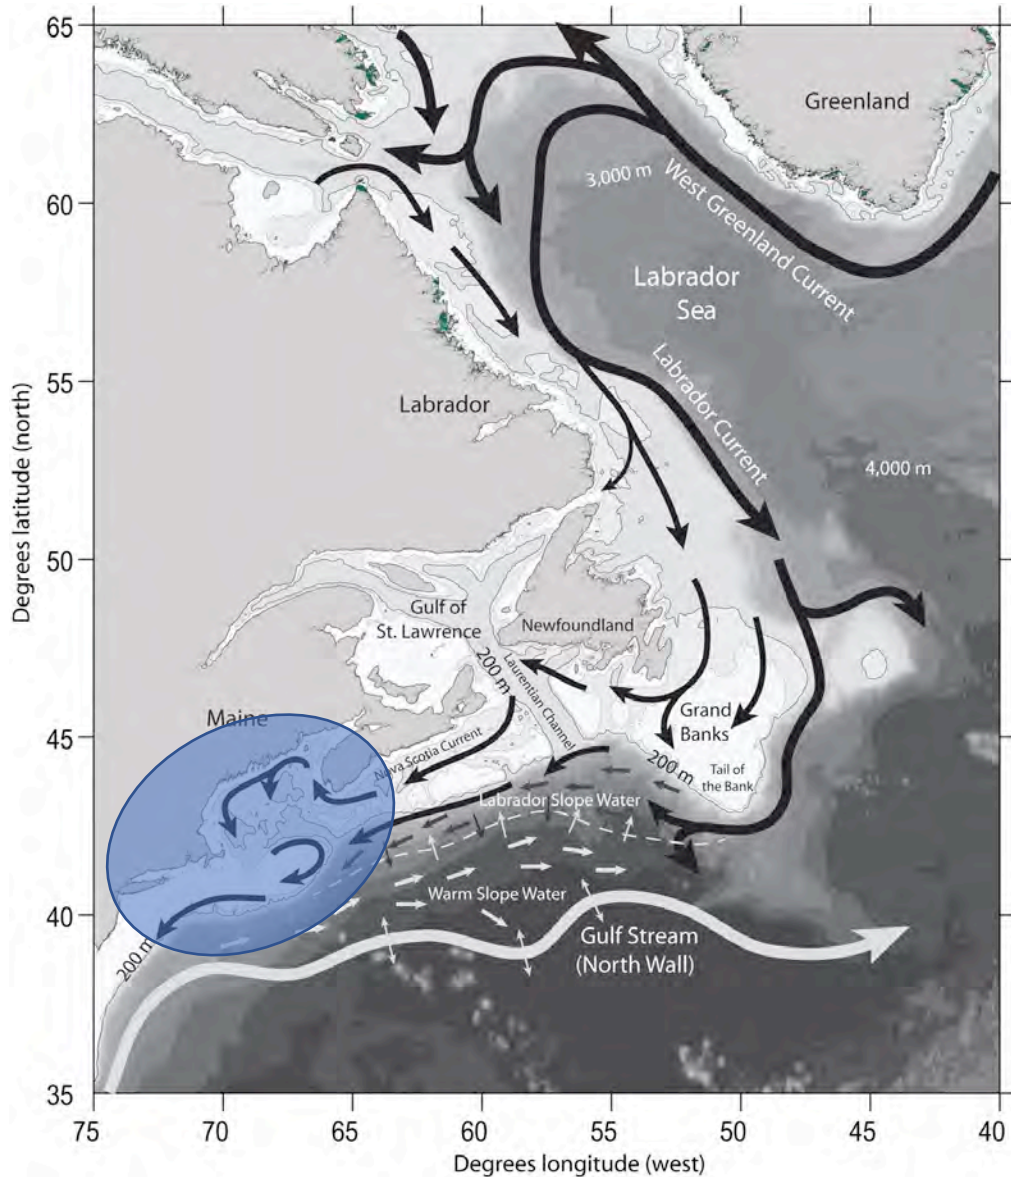 65
60
55
50
45
40
35
Degrees latitude (north)
Greenland
3,000 m
West Greenland Current
Labrador
Sea
Labrador Current
Labrador
4,000 m
Gulf of
St. Lawrence
Newfoundland
200 m
Laurentian Channel
Maine
Grand
Banks
Nova Scotia Current
200 m
Tail of
the Bank
Labrador Slope Water
Warm Slope Water
Gulf Stream
(North Wall)
200 m
75
70
65
60
55
50
45
40
Degrees longitude (west)